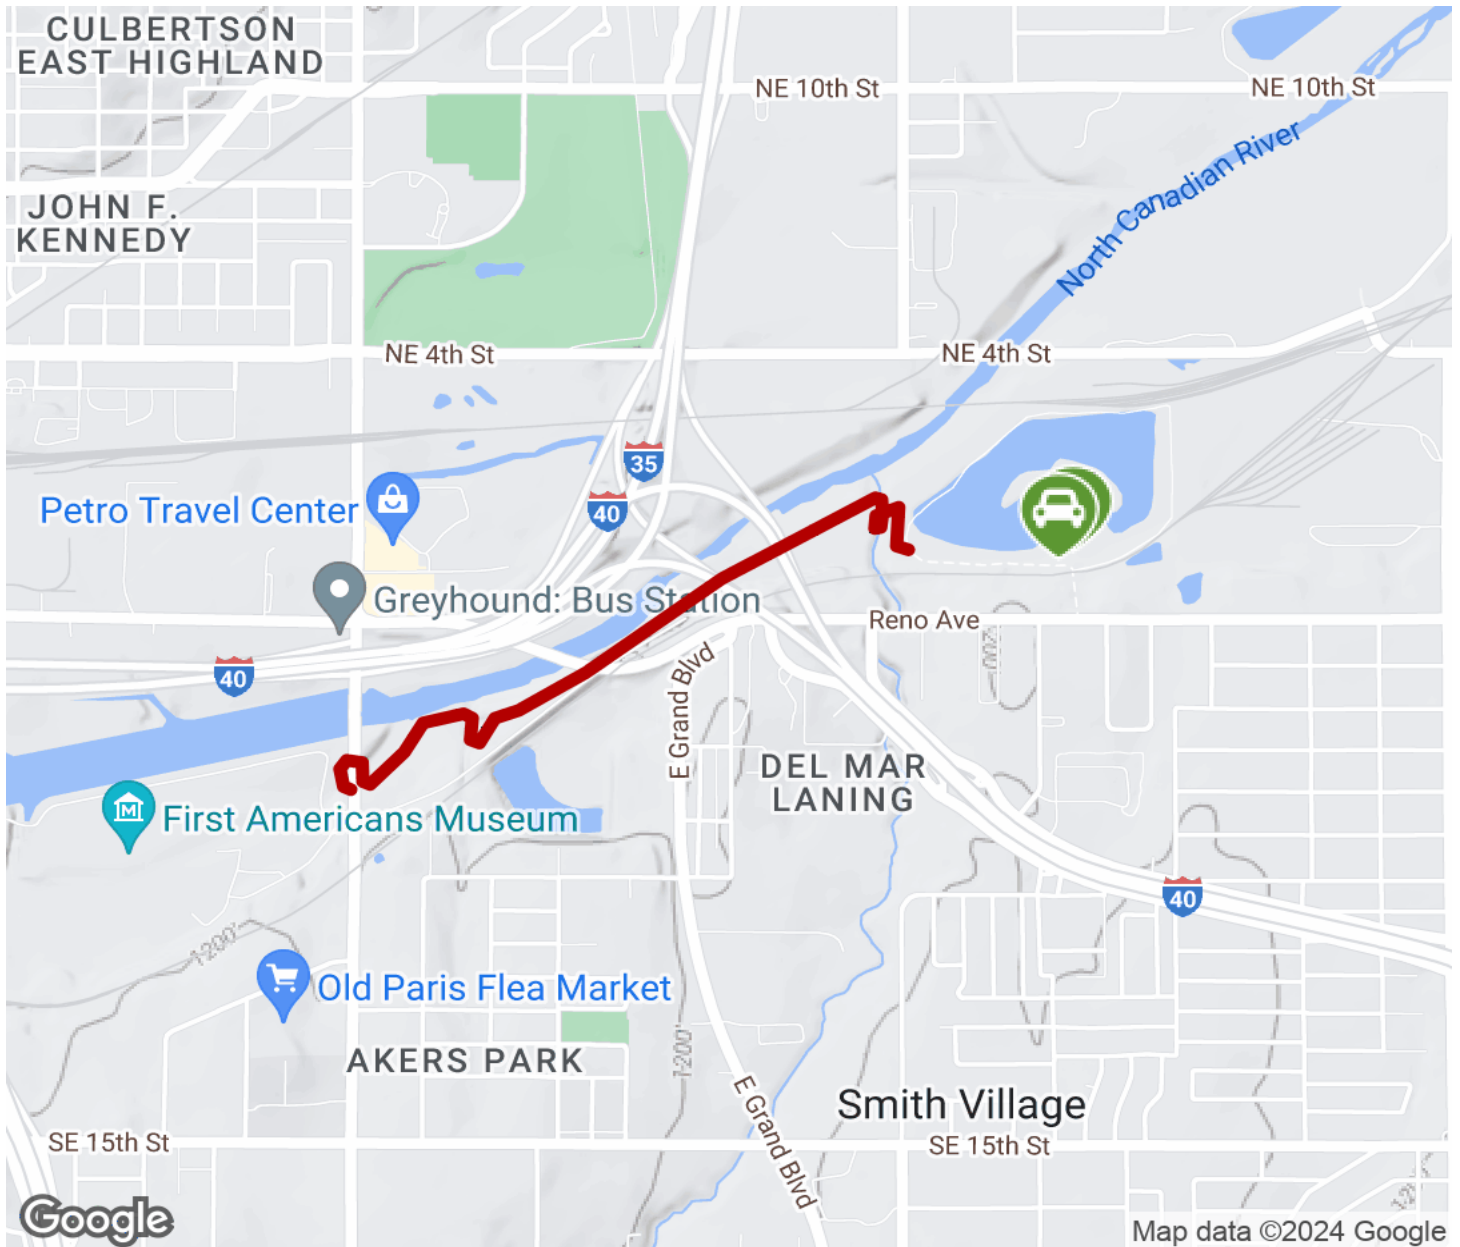 CULBERTSON
EAST HIGHLAND
NE 10th St
NE 10th St
North Canadian River
JOHN F.
KENNEDY
NE 4th St
NE 4th St
35
40
Petro Travel Center
Greyhound: Bus Station
Reno Ave
40
E Grand Blvd
DEL MAR
LANING
First Americans Museum
40
1200'
Old Paris Flea Market
1200'
AKERS PARK
E Grand Blvd
Smith Village
SE 15th St
SE 15th St
Google
Map data ©2024 Google